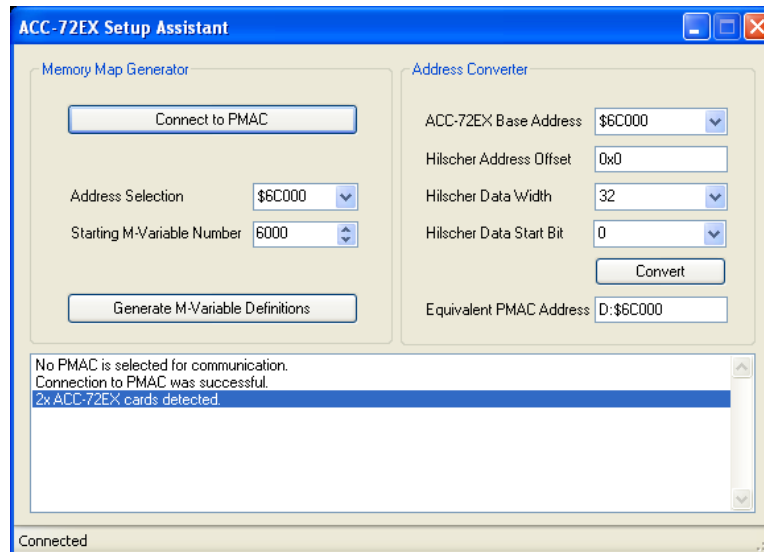 ACC-72EX Setup Assistant
Memory Map Generator
Connect to PMAC
Address Selection $6C000
Starting M-Variable Number 6000
Generate M-Variable Definitions
Address Converter
ACC-72EX Base Address $6C000
Hilscher Address Offset 0x0
Hilscher Data Width 32
Hilscher Data Start Bit 0
Convert
Equivalent PMAC Address D:$6C000
No PMAC is selected for communication.
Connection to PMAC was successful.
2x ACC-72EX cards detected.
Connected